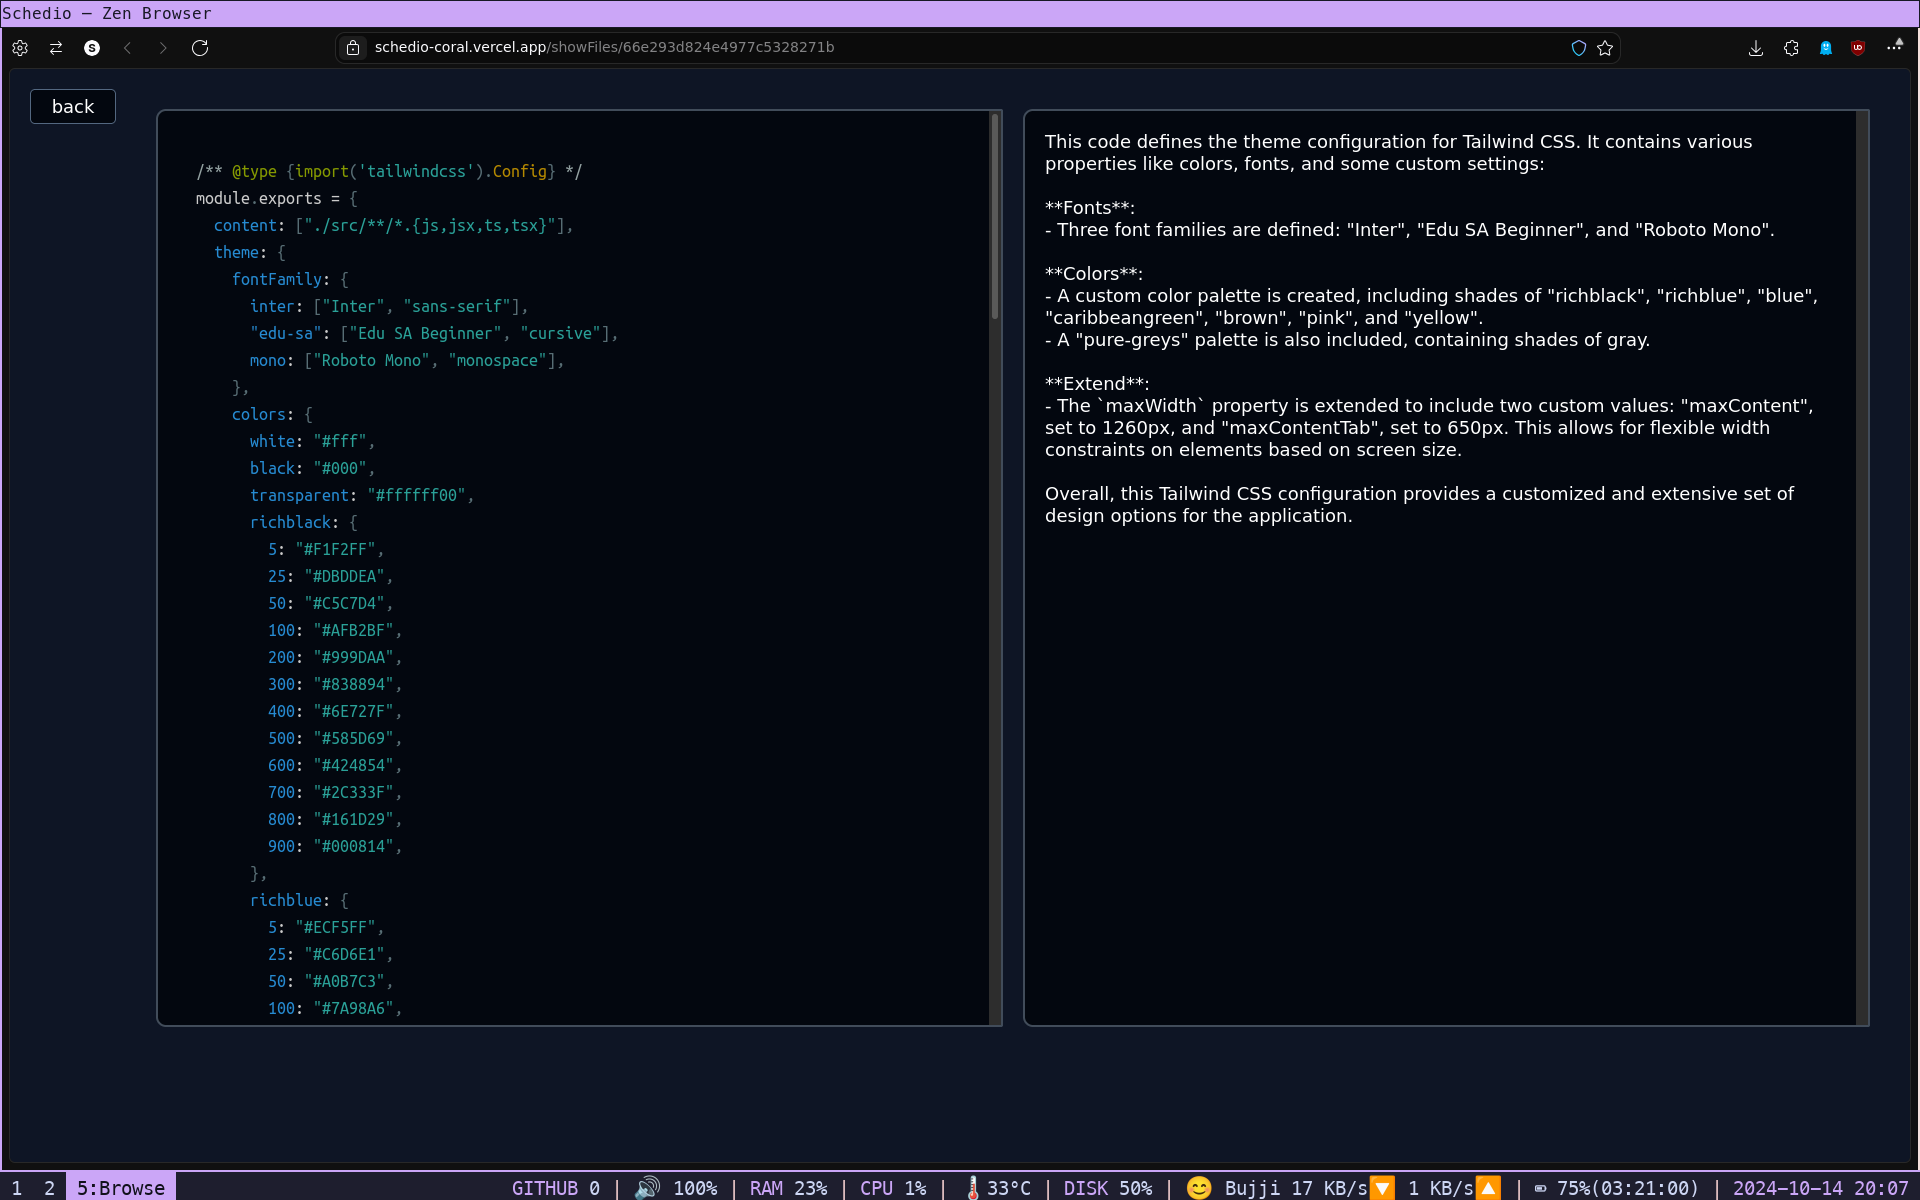 Schedio — Zen Browser
schedio-coral.vercel.app/showFiles/66e293d824e4977c5328271b
back
/** @type {import('tailwindcss').Config} */
module.exports = {
content: ["./src/**/*.{js,jsx,ts,tsx}"],
theme: {
fontFamily: {
inter: ["Inter", "sans-serif"],
"edu-sa": ["Edu SA Beginner", "cursive"],
mono: ["Roboto Mono", "monospace"],
},
colors: {
white: "#fff",
black: "#000",
transparent: "#ffffff00",
richblack: {
5: "#F1F2FF",
25: "#DBDDEA",
50: "#C5C7D4",
100: "#AFB2BF",
200: "#999DAA",
300: "#838894",
400: "#6E727F",
500: "#585D69",
600: "#424854",
700: "#2C333F",
800: "#161D29",
900: "#000814",
},
richblue: {
5: "#ECF5FF",
25: "#C6D6E1",
50: "#A0B7C3",
100: "#7A98A6",
This code defines the theme configuration for Tailwind CSS. It contains various
properties like colors, fonts, and some custom settings:
**Fonts**:
- Three font families are defined: "Inter", "Edu SA Beginner", and "Roboto Mono".
**Colors**:
- A custom color palette is created, including shades of "richblack", "richblue", "blue",
"caribbeangreen", "brown", "pink", and "yellow".
- A "pure-greys" palette is also included, containing shades of gray.
**Extend**:
- The `maxWidth` property is extended to include two custom values: "maxContent",
set to 1260px, and "maxContentTab", set to 650px. This allows for flexible width
constraints on elements based on screen size.
Overall, this Tailwind CSS configuration provides a customized and extensive set of
design options for the application.
1 2 5:Browse GITHUB 0 | 🔊 100% | RAM 23% | CPU 1% | 🌡33°C | DISK 50% | 😊 Bujji 17 KB/s🔽 1 KB/s🔼 | 75%(03:21:00) | 2024-10-14 20:07